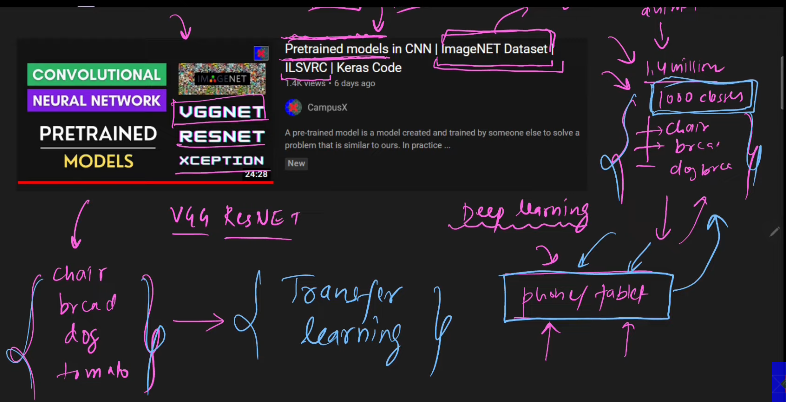 1.4 million
1000 classes
chair
bread
dog
CONVOLUTIONAL
NEURAL NETWORK
PRETRAINED
MODELS
IMAGENET
VGGNET
RESNET
XCEPTION
24:28
Pretrained models in CNN | ImageNET Dataset |
ILSVRC | Keras Code
1.4K views • 6 days ago
CampusX
A pre-trained model is a model created and trained by someone else to solve a
problem that is similar to ours. In practice ...
New
VGG ResNET
Deep learning
chair
bread
dog
tomato
Transfer
learning
phone/tablet